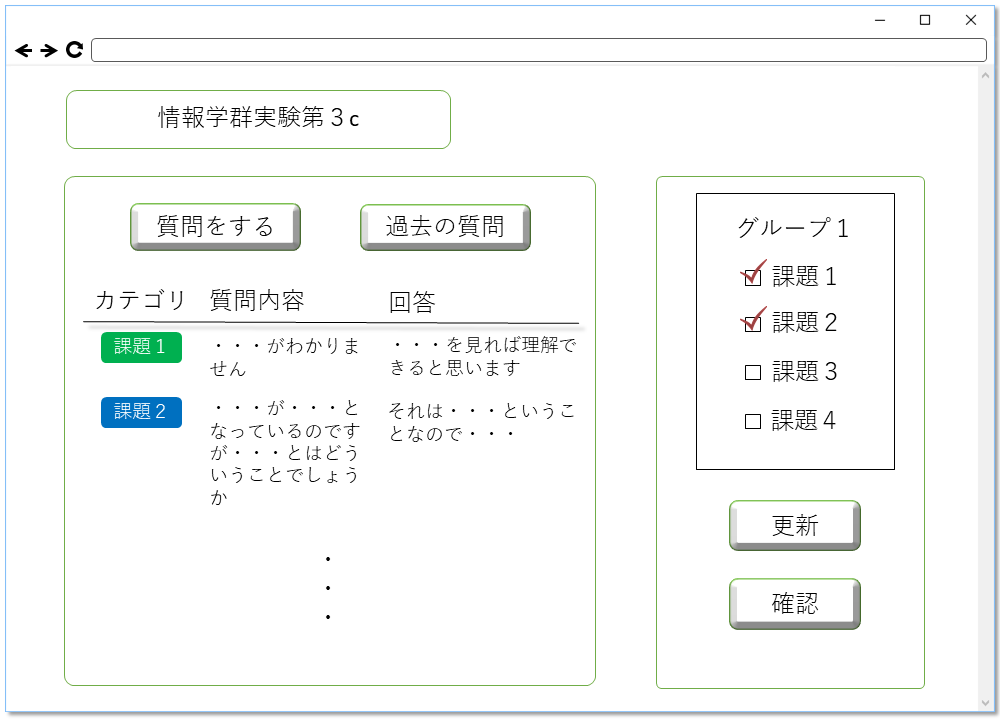 情報学群実験第３c
質問をする
過去の質問
カテゴリ 質問内容 回答
課題１
・・・がわかりま
せん
・・・を見れば理解で
きると思います
課題２
・・・が・・・と
なっているのです
が・・・とはどう
いうことでしょう
か
それは・・・というこ
となので・・・
・
・
・
グループ１
課題１
課題２
課題３
課題４
更新
確認